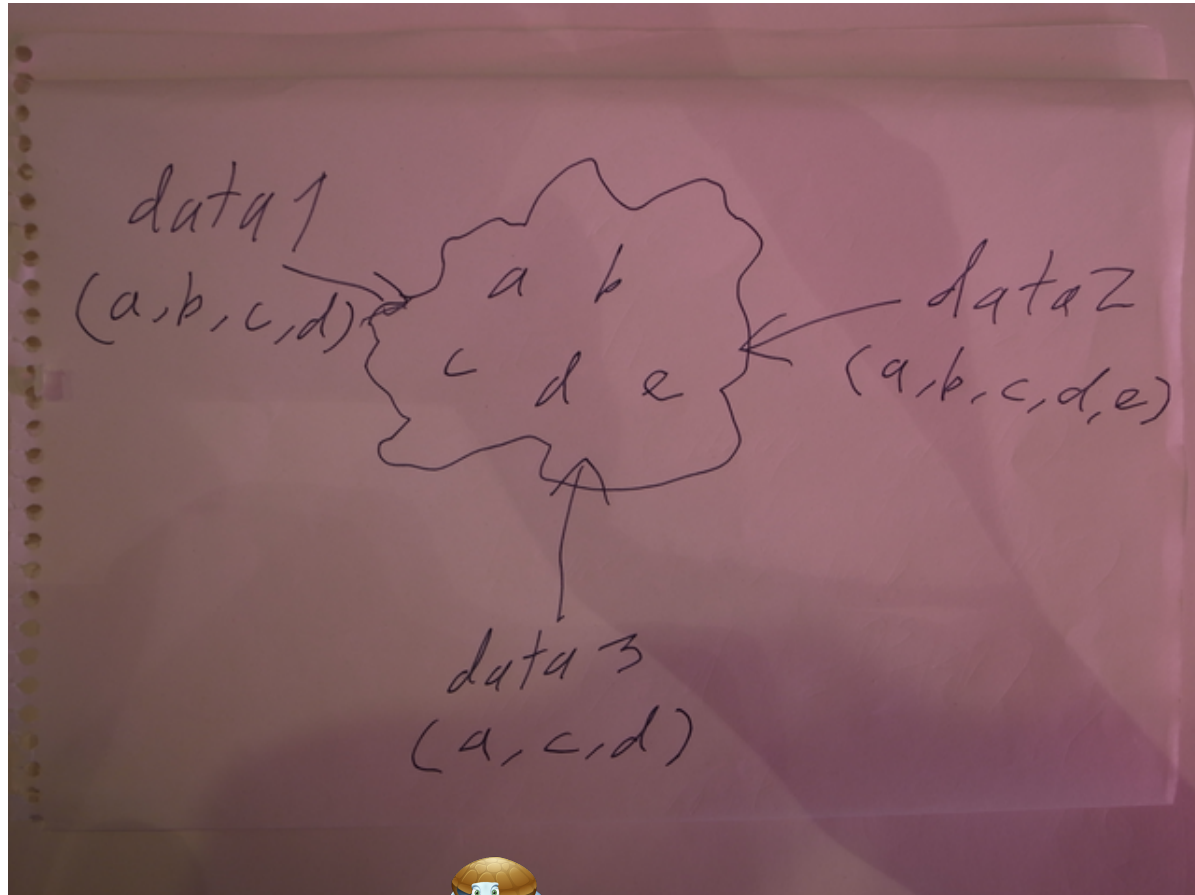 data1
(a,b,c,d)
a b
c d e
data2
(a,b,c,d,e)
data3
(a,c,d)